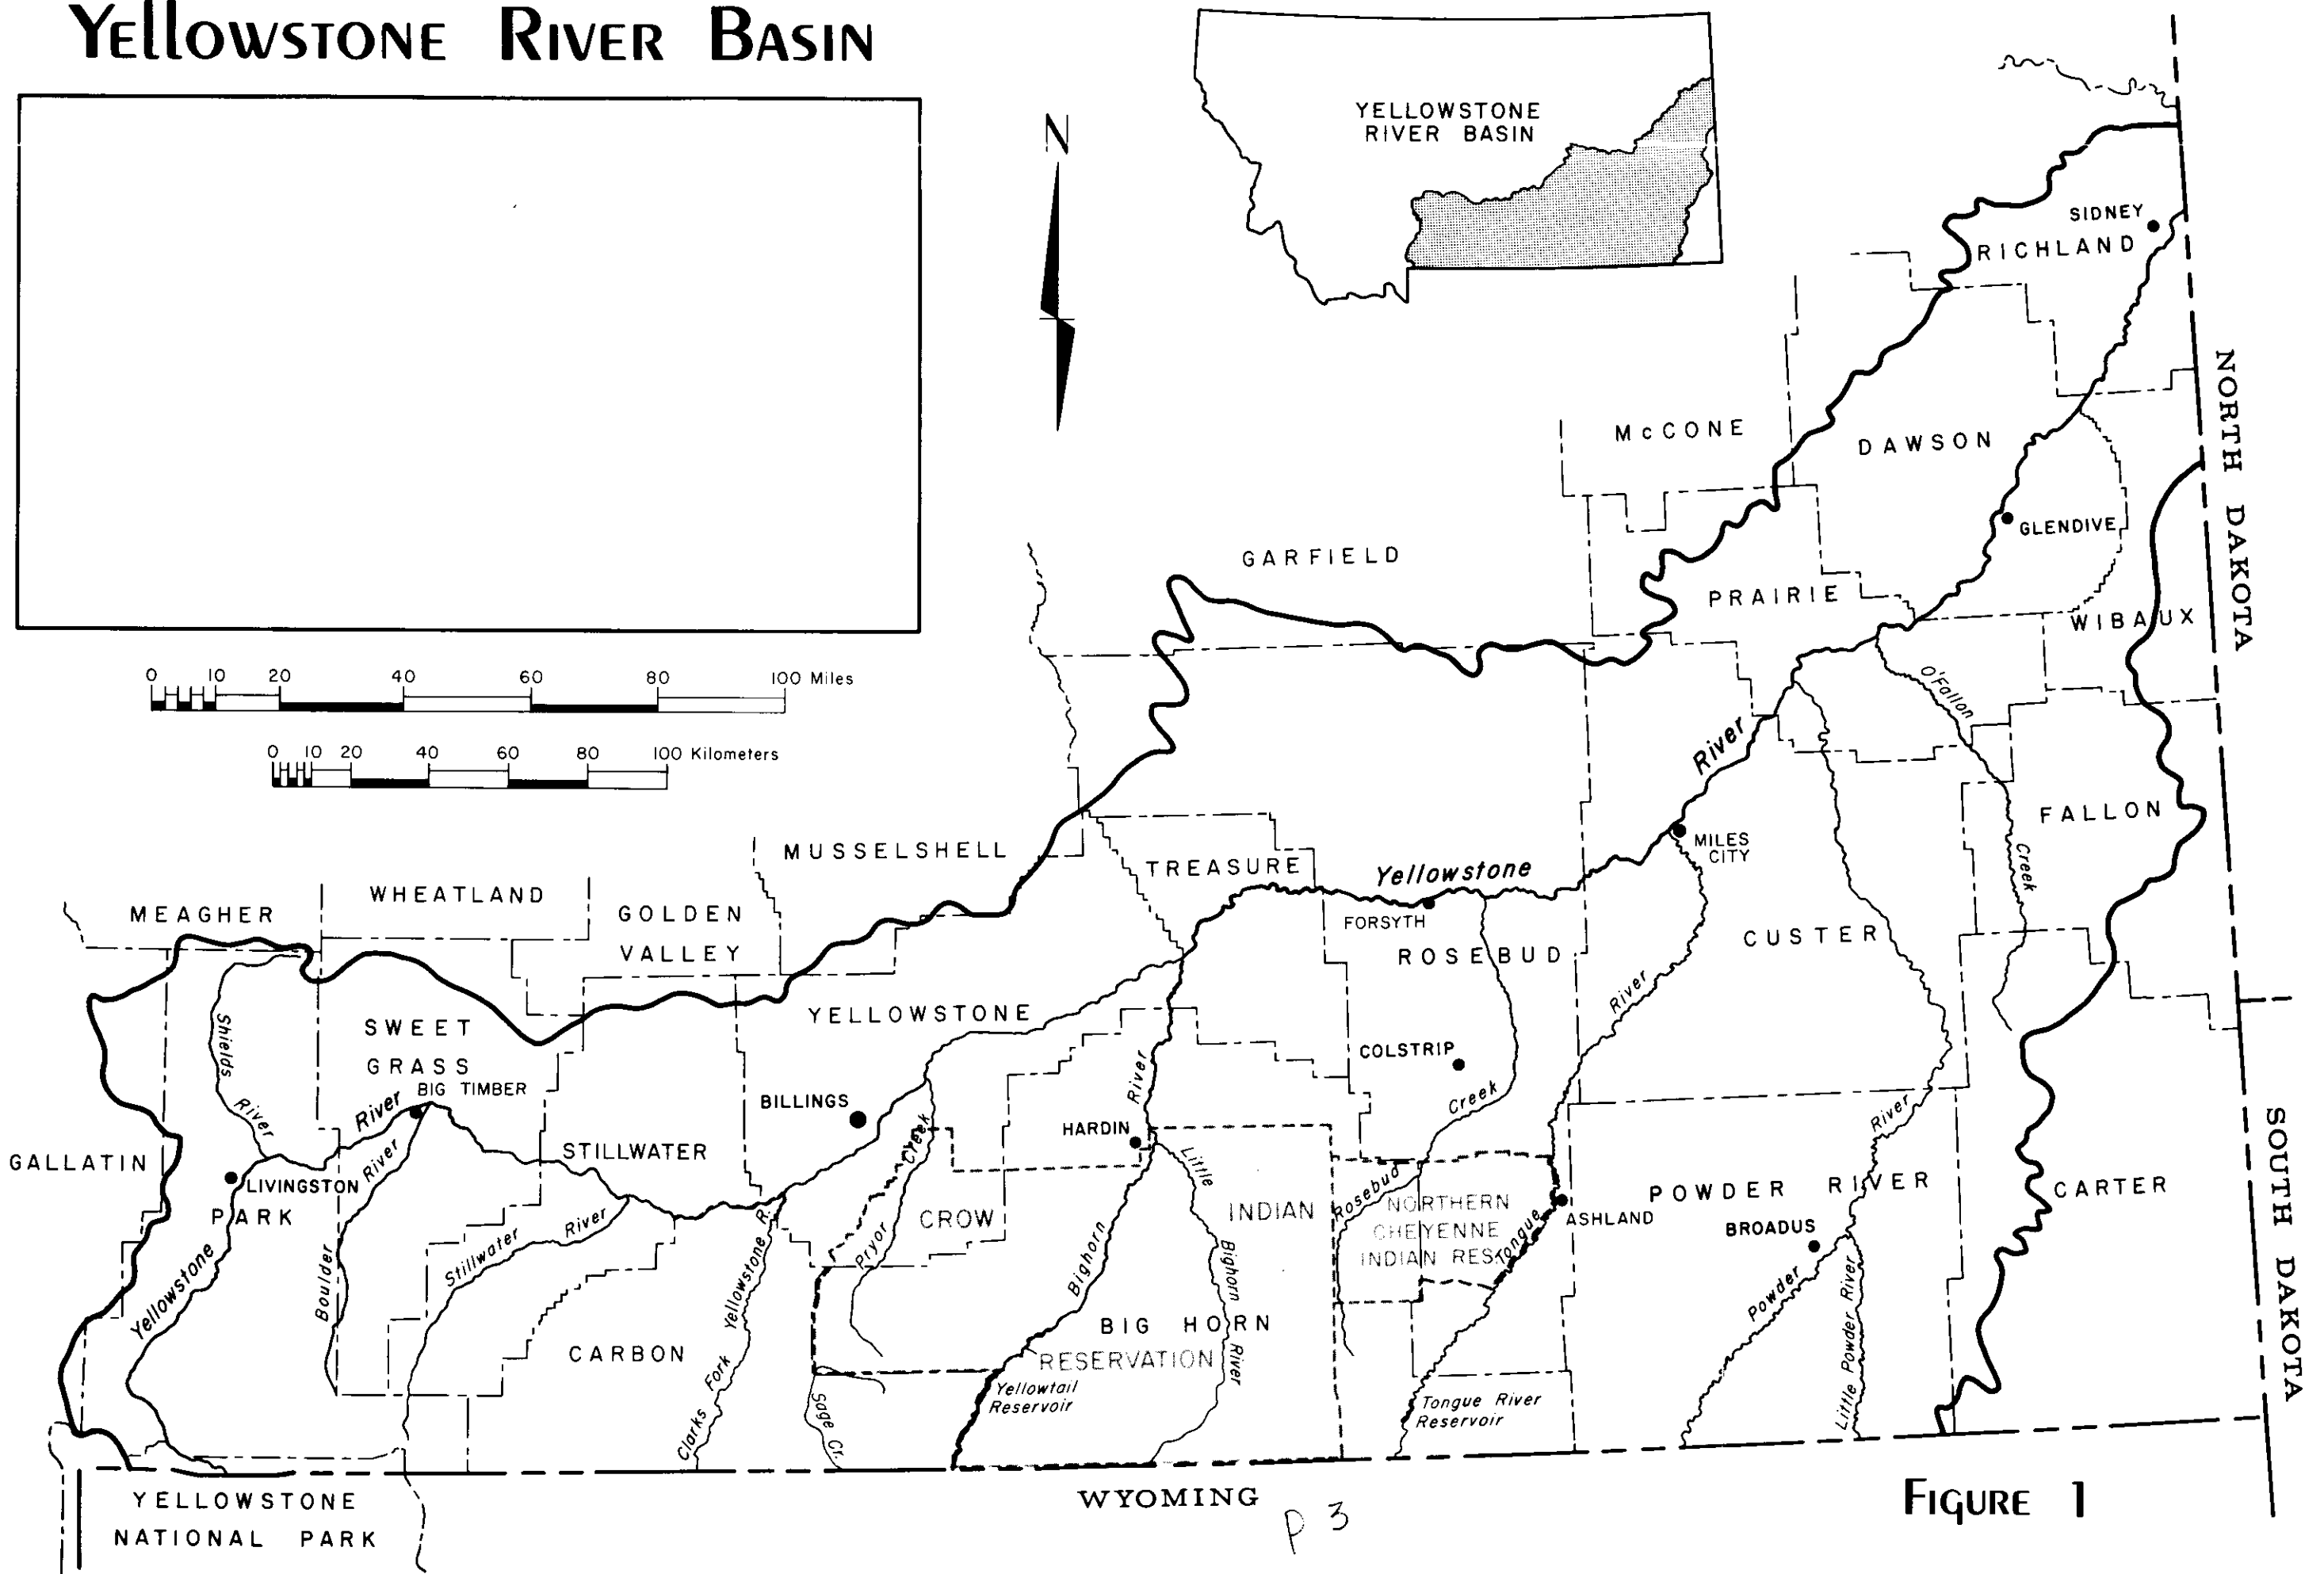 YEllOWSTONE RIVER BASIN
N
YELLOWSTONE
RIVER BASIN
SIDNEY
RICHLAND
NORTH DAKOTA
McCONE
DAWSON
GLENDIVE
GARFIELD
PRAIRIE
WIBAUX
0 10 20 40 60 80 100 Miles
0 10 20 40 60 80 100 Kilometers
O'Fallon
Creek
River
FALLON
MUSSELSHELL
MILES
CITY
TREASURE
Yellowstone
WHEATLAND
MEAGHER
GOLDEN
VALLEY
FORSYTH
ROSEBUD
CUSTER
River
YELLOWSTONE
SWEET
GRASS
Shields
River
BIG TIMBER
River
COLSTRIP
Creek
BILLINGS
River
HARDIN
River
GALLATIN
STILLWATER
Creek
Little
LIVINGSTON
River
PARK
Rosebud
NORTHERN
CHEYENNE
INDIAN RES.
Tongue
ASHLAND
POWDER RIVER
BROADUS
CARTER
SOUTH DAKOTA
CROW
INDIAN
Stillwater River
Pryor
Yellowstone R.
Bighorn
Bighorn
Yellowstone
Boulder
Powder
Little Powder River
BIG HORN
RESERVATION
River
CARBON
Fork
Clarks
Sage Cr.
Yellowtail
Reservoir
Tongue River
Reservoir
YELLOWSTONE
NATIONAL PARK
WYOMING
P 3
FIGURE 1